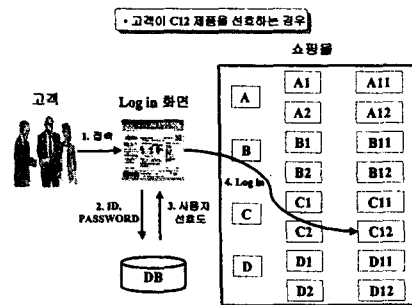 • 고객이 C12 제품을 선호하는 경우
쇼핑몰
고객
Log in 화면
1. 접속
2. ID,
PASSWORD
3. 사용자
선호도
4. Log in
DB
A
A1
A11
A2
A12
B
B1
B11
B2
B12
C
C1
C11
C2
C12
D
D1
D11
D2
D12